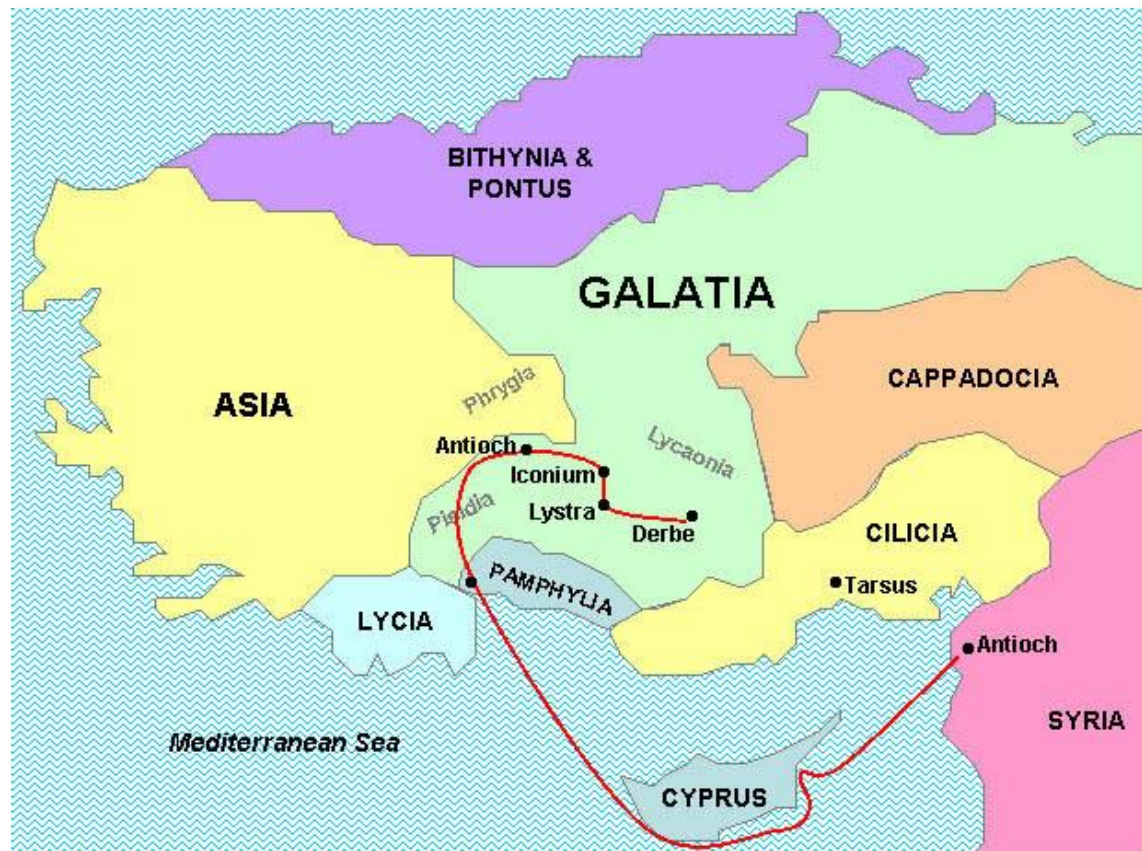 BITHYNIA &
PONTUS
GALATIA
CAPPADOCIA
Phrygia
ASIA
Antioch
Lycaonia
Iconium
Pisidia
Lystra
Derbe
CILICIA
PAMPHYLIA
Tarsus
LYCIA
Antioch
SYRIA
Mediterranean Sea
CYPRUS